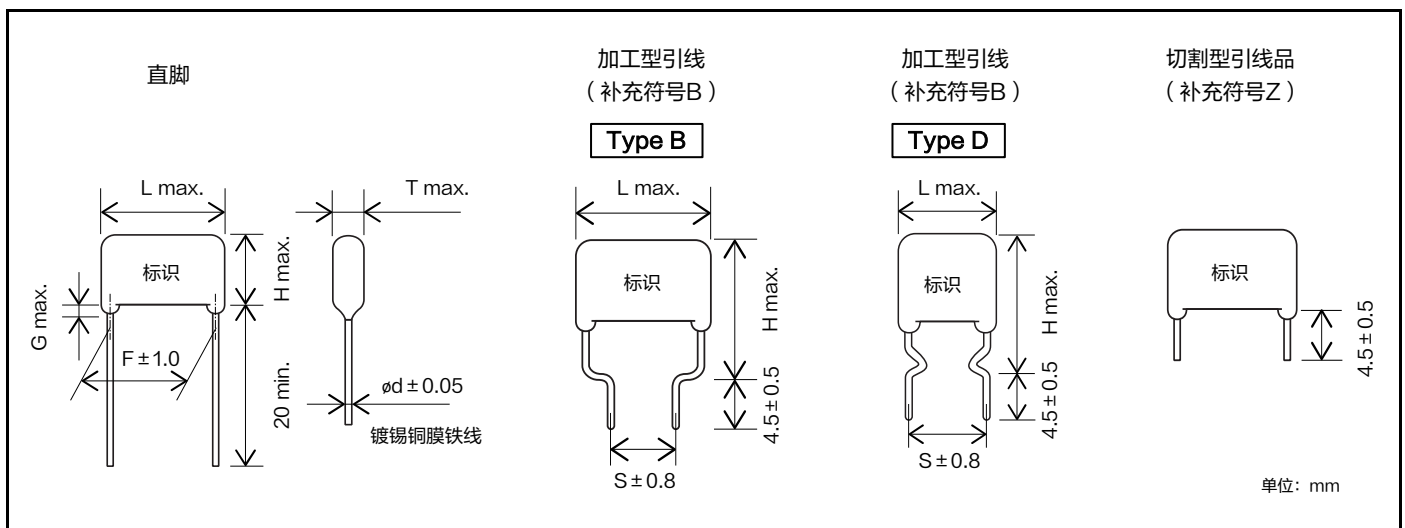 直脚
加工型引线
（补充符号B）
Type B
加工型引线
（补充符号B）
Type D
切割型引线品
（补充符号Z）
L max.
T max.
标识
H max.
G max.
F±1.0
20 min.
ød±0.05
镀锡铜膜铁线
L max.
标识
H max.
4.5±0.5
S±0.8
L max.
标识
H max.
4.5±0.5
S±0.8
标识
4.5±0.5
单位：mm